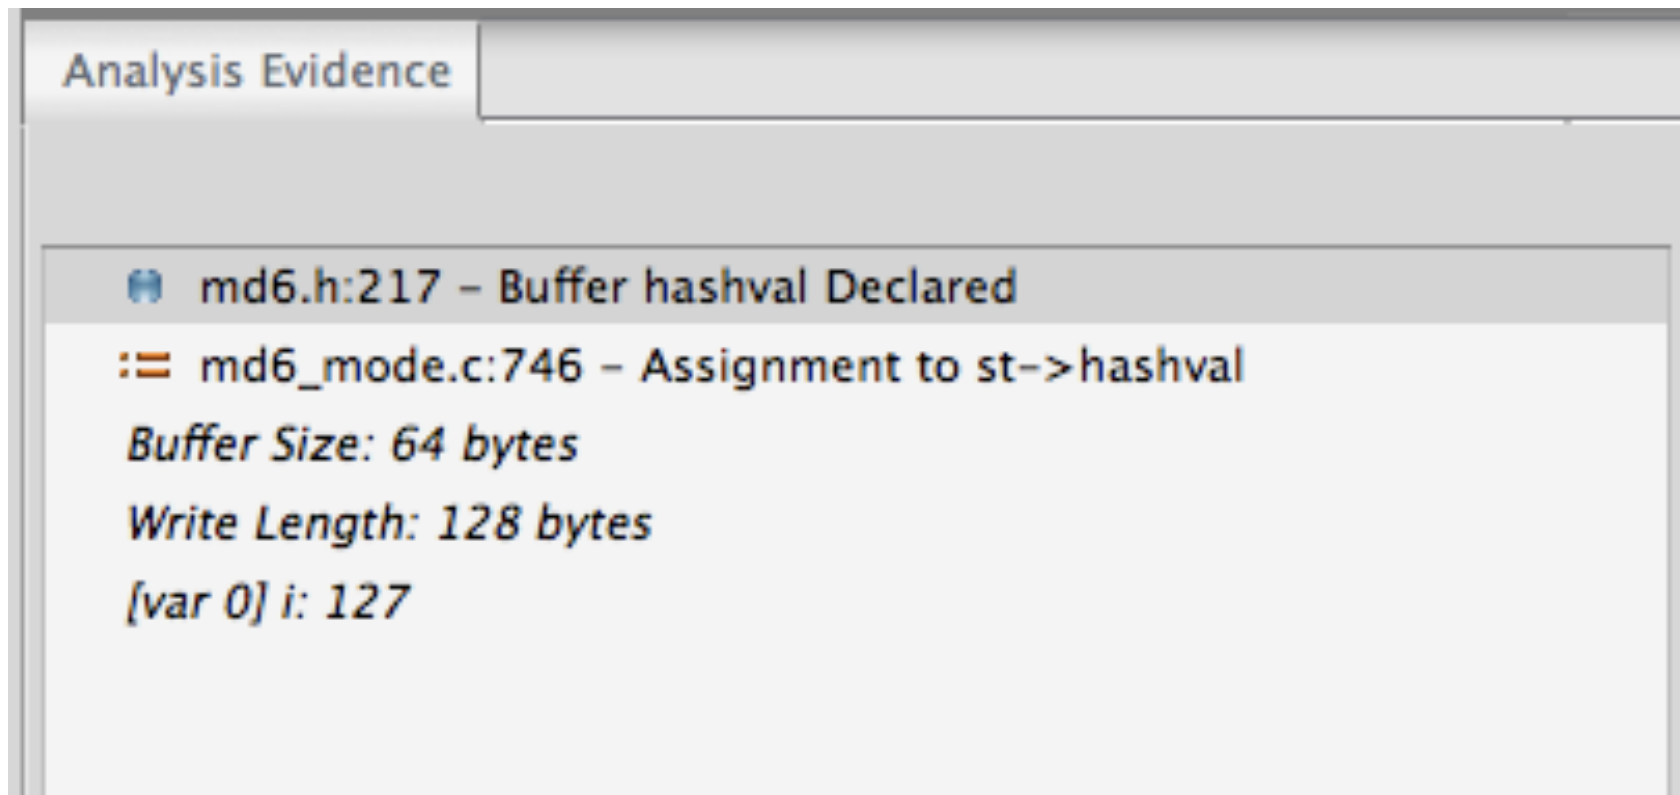 Analysis Evidence
md6.h:217 – Buffer hashval Declared
md6_mode.c:746 – Assignment to st->hashval
Buffer Size: 64 bytes
Write Length: 128 bytes
[var 0] i: 127